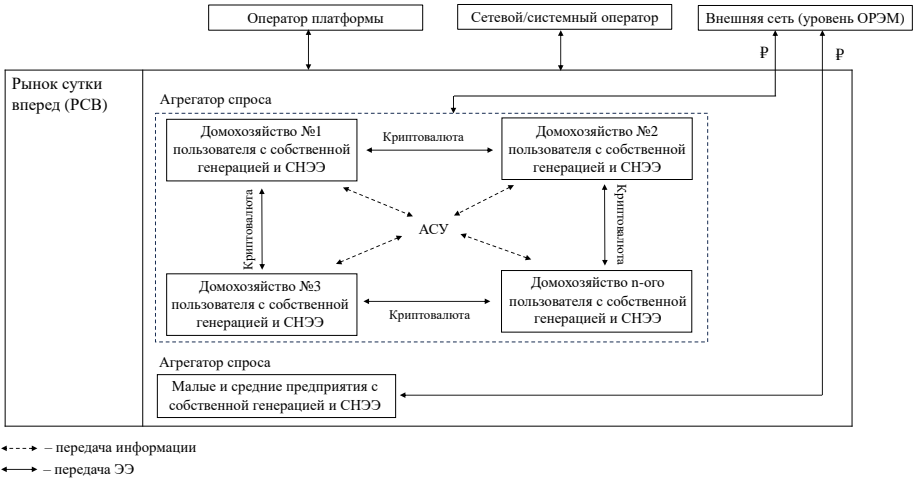 Оператор платформы
Сетевой/системный оператор
Внешняя сеть (уровень ОРЭМ)
₽
₽
Рынок сутки
вперед (РСВ)
Агрегатор спроса
Домохозяйство №1
пользователя с собственной
генерацией и СНЭЭ
Криптовалюта
Домохозяйство №2
пользователя с собственной
генерацией и СНЭЭ
Криптовалюта
АСУ
Криптовалюта
Домохозяйство №3
пользователя с собственной
генерацией и СНЭЭ
Криптовалюта
Домохозяйство n-ого
пользователя с собственной
генерацией и СНЭЭ
Агрегатор спроса
Малые и средние предприятия с
собственной генерацией и СНЭЭ
– передача информации
– передача ЭЭ